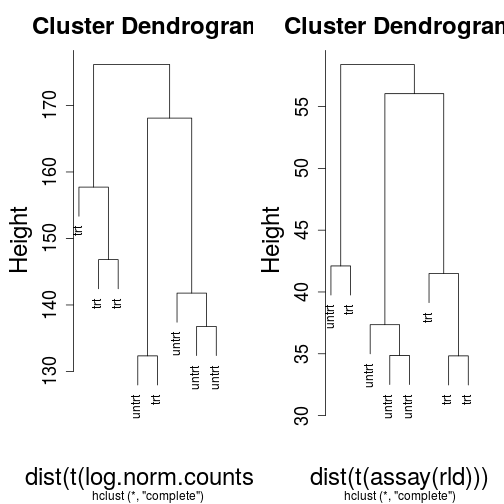 Cluster Dendrogram
Height
170
160
150
140
130
trt
trt
trt
untrt
trt
untrt
untrt
untrt
dist(t(log.norm.counts
hclust (*, "complete")
Cluster Dendrogram
Height
55
50
45
40
35
30
untrt
trt
untrt
untrt
untrt
trt
trt
trt
dist(t(assay(rld)))
hclust (*, "complete")